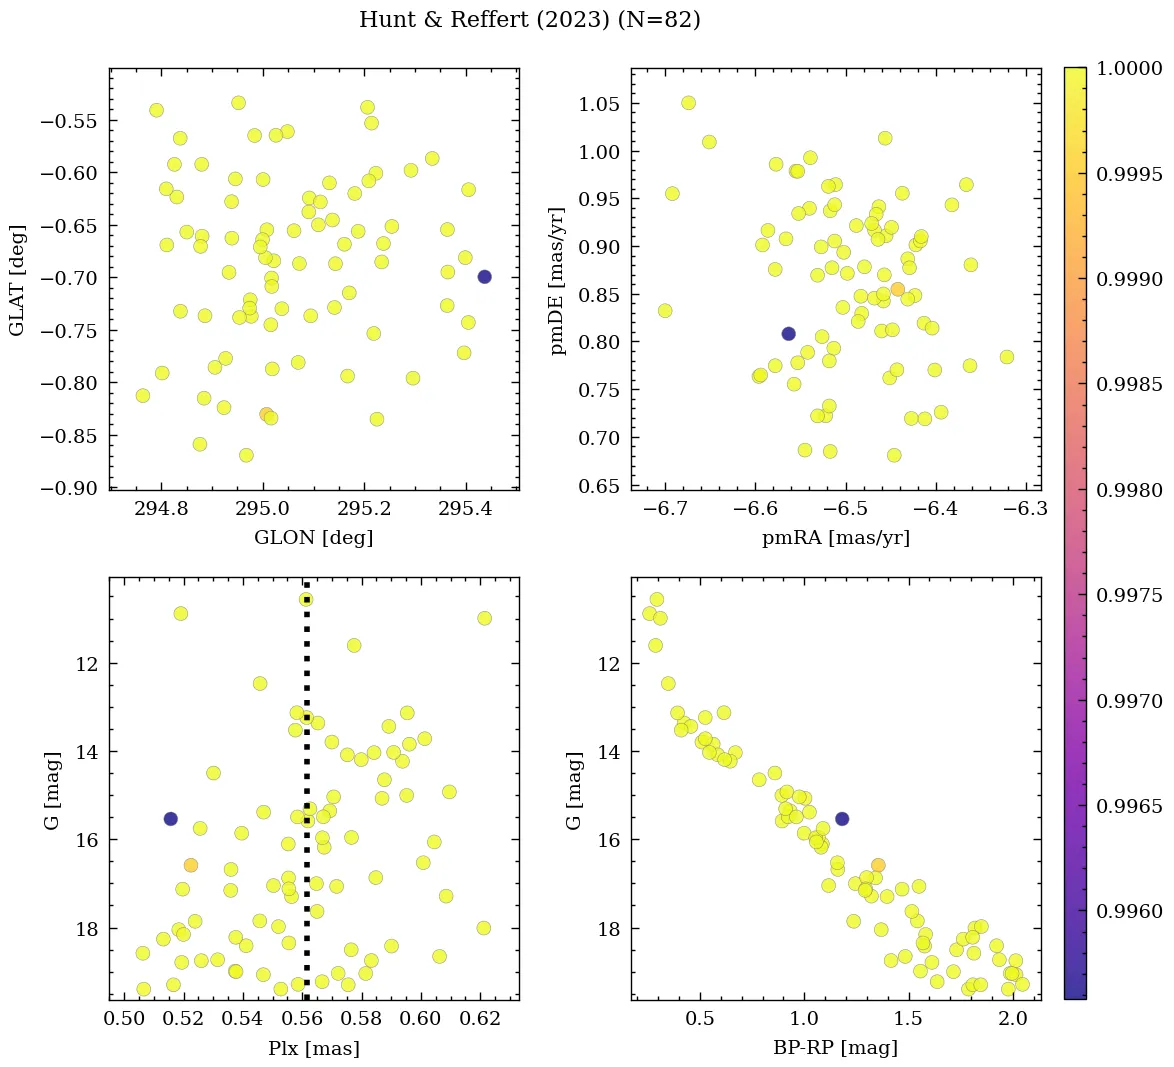 Hunt & Reffert (2023) (N=82)
−0.55
−0.60
−0.65
−0.70
−0.75
−0.80
−0.85
−0.90
GLAT [deg]
294.8 295.0 295.2 295.4
GLON [deg]
1.05
1.00
0.95
0.90
0.85
0.80
0.75
0.70
0.65
pmDE [mas/yr]
−6.7 −6.6 −6.5 −6.4 −6.3
pmRA [mas/yr]
12
14
16
18
G [mag]
0.50 0.52 0.54 0.56 0.58 0.60 0.62
Plx [mas]
12
14
16
18
G [mag]
0.5 1.0 1.5 2.0
BP-RP [mag]
1.0000
0.9995
0.9990
0.9985
0.9980
0.9975
0.9970
0.9965
0.9960